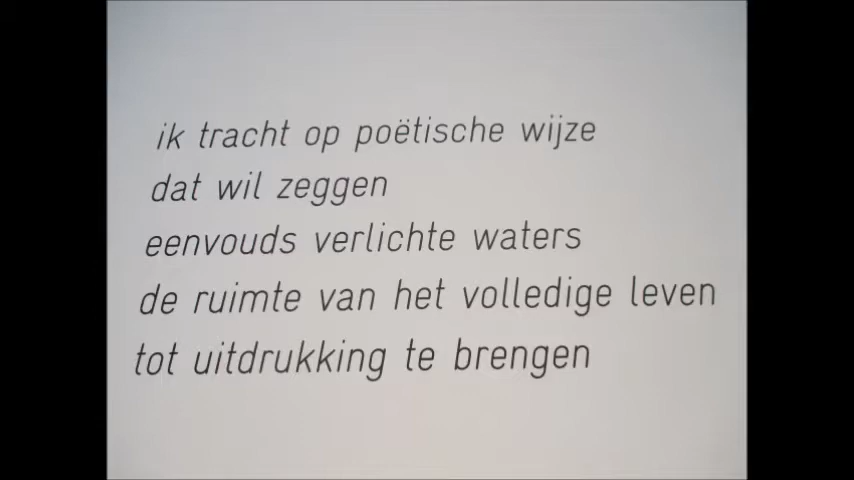 ik tracht op poëtische wijze
dat wil zeggen
eenvouds verlichte waters
de ruimte van het volledige leven
tot uitdrukking te brengen